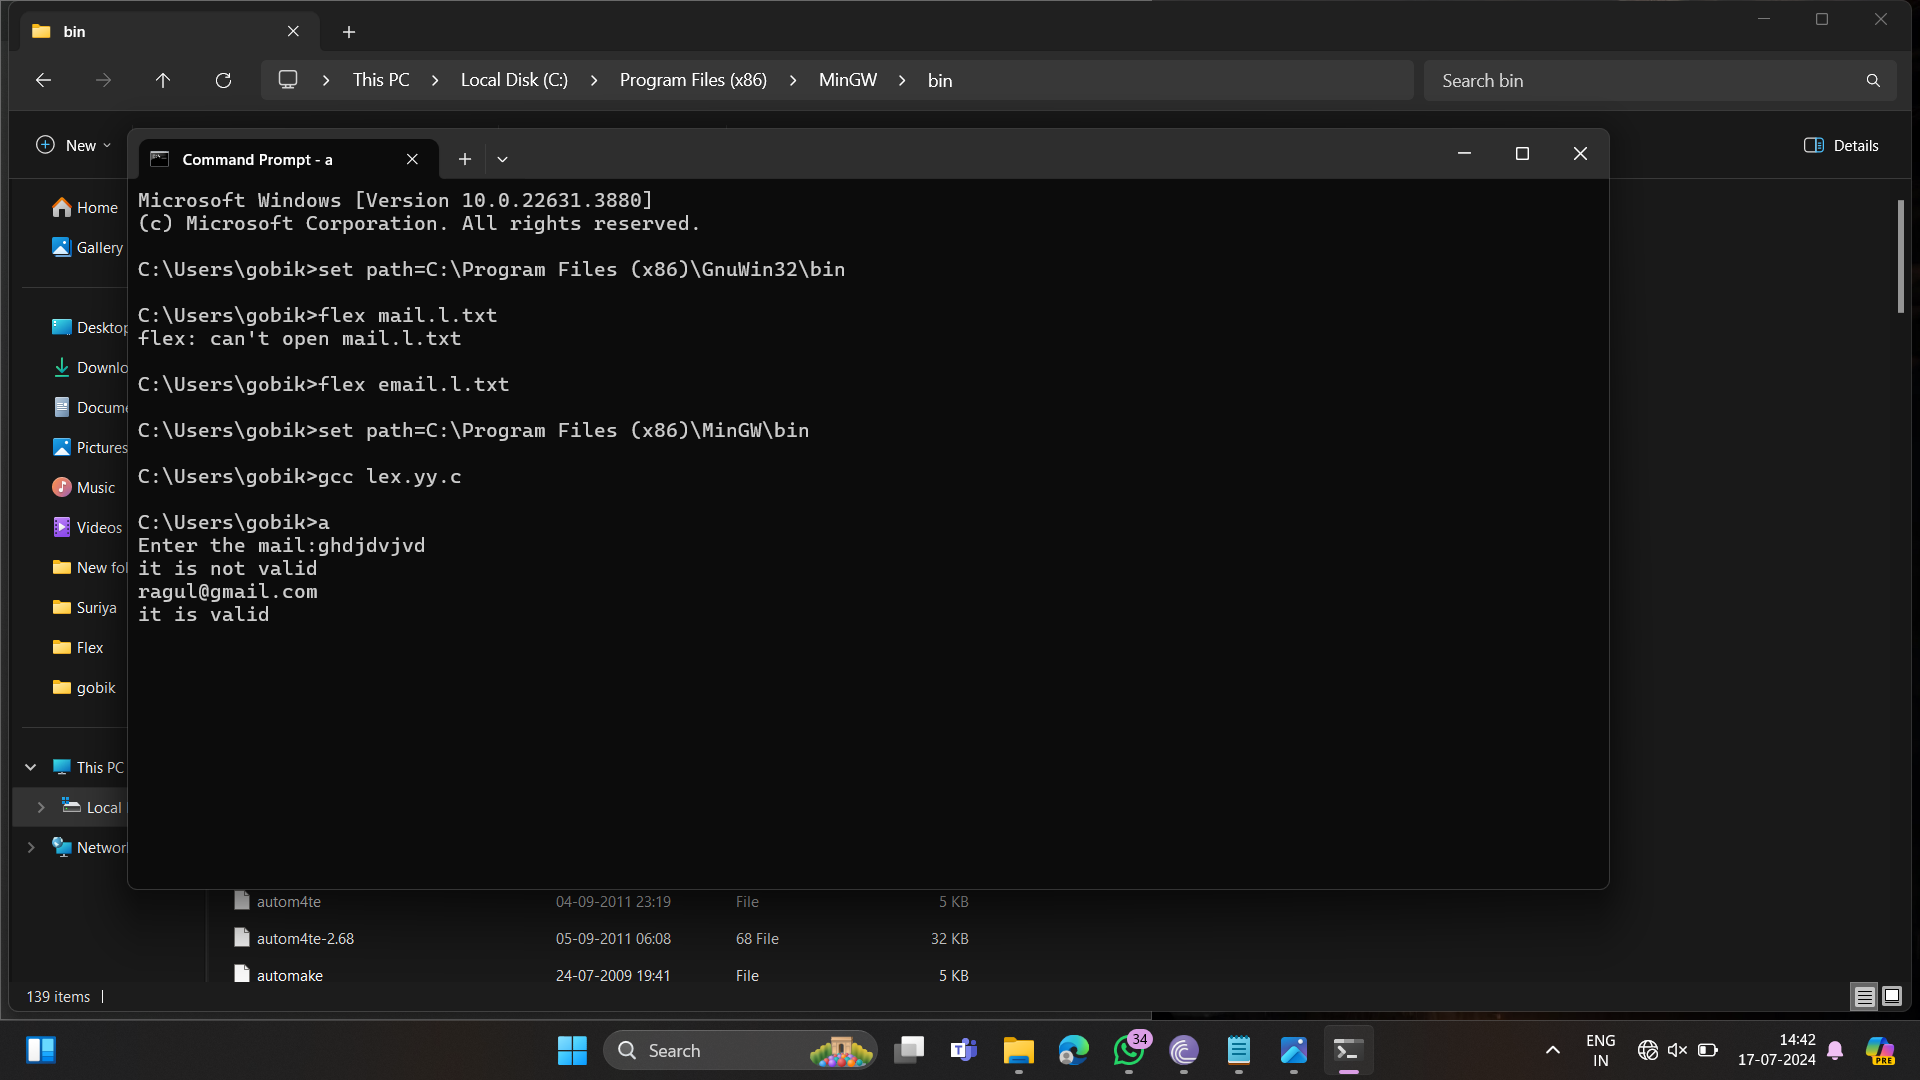 bin
This PC
Local Disk (C:)
Program Files (x86)
MinGW
bin
Search bin
New
Details
Command Prompt - a
Microsoft Windows [Version 10.0.22631.3880]
(c) Microsoft Corporation. All rights reserved.
C:\Users\gobik>set path=C:\Program Files (x86)\GnuWin32\bin
C:\Users\gobik>flex mail.l.txt
flex: can't open mail.l.txt
C:\Users\gobik>flex email.l.txt
C:\Users\gobik>set path=C:\Program Files (x86)\MinGW\bin
C:\Users\gobik>gcc lex.yy.c
C:\Users\gobik>a
Enter the mail:ghdjdvjvd
it is not valid
ragul@gmail.com
it is valid
Home
Gallery
Desktop
Downlo
Docume
Pictures
Music
Videos
New fol
Suriya
Flex
gobik
This PC
Local
Networ
autom4te 04-09-2011 23:19 File 5 KB
autom4te-2.68 05-09-2011 06:08 68 File 32 KB
automake 24-07-2009 19:41 File 5 KB
139 items
Search
34
ENG
IN
14:42
17-07-2024
PRE